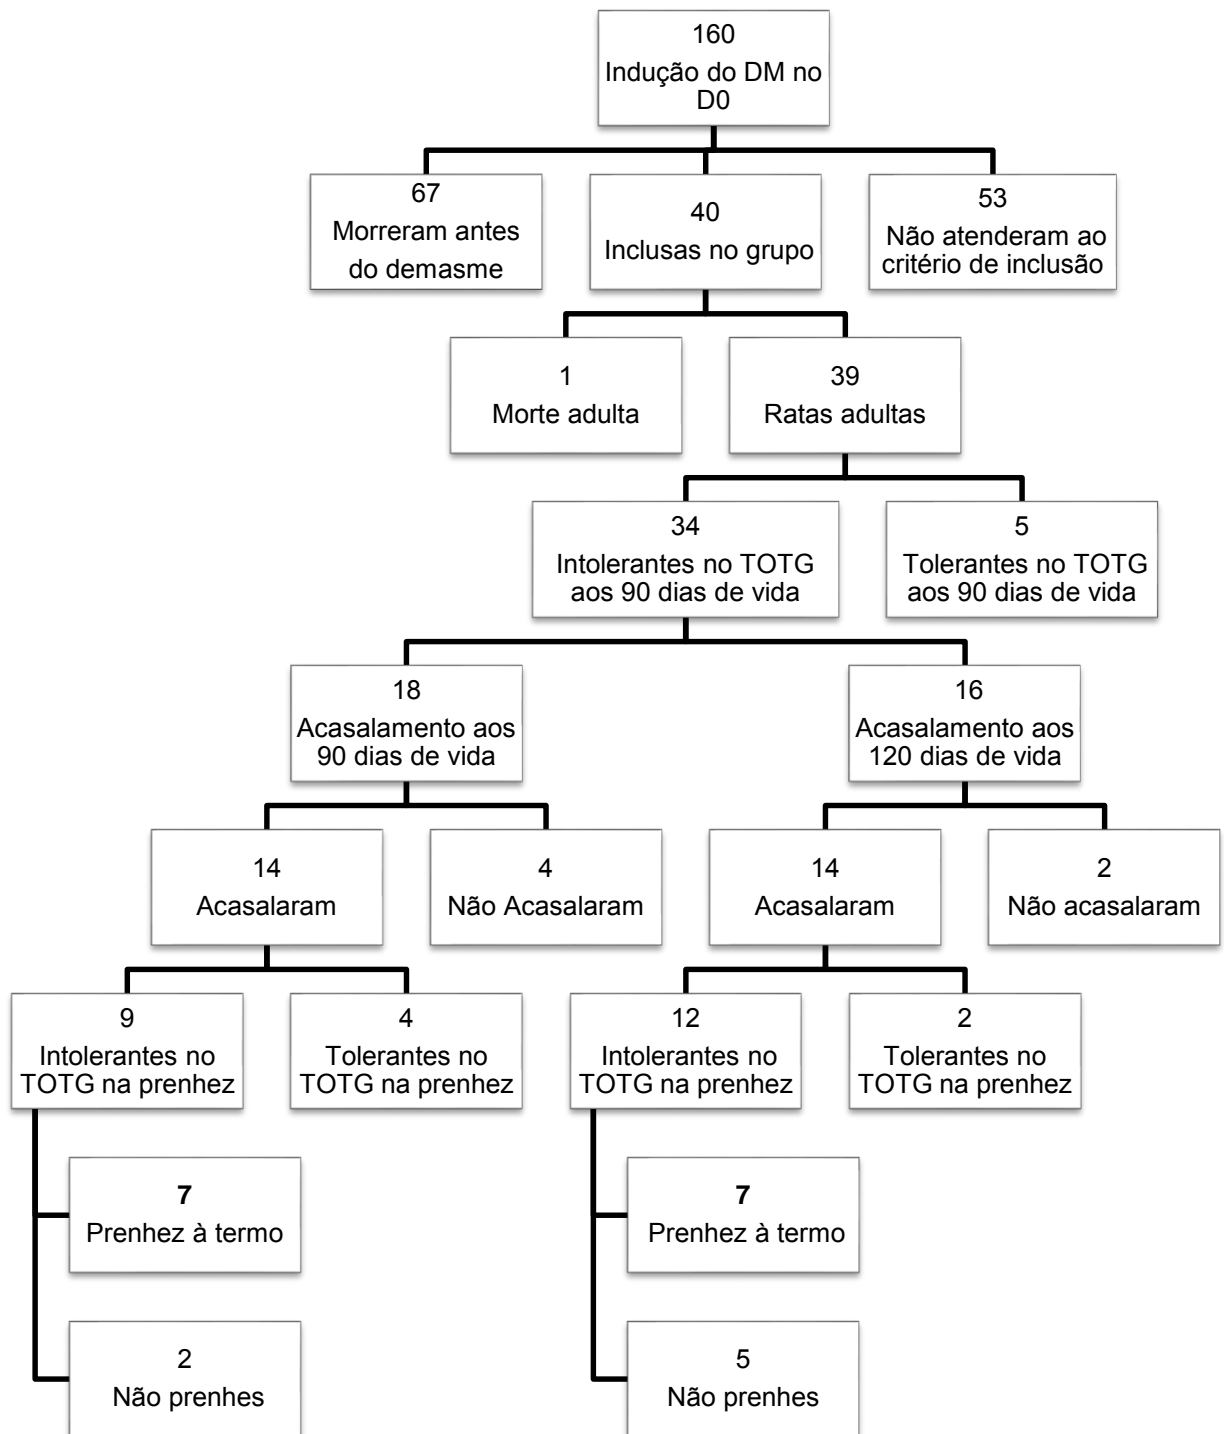 160
Indução do DM no
D0
67
Morreram antes
do demasme
40
Inclusas no grupo
53
Não atenderam ao
critério de inclusão
1
Morte adulta
39
Ratas adultas
34
Intolerantes no TOTG
aos 90 dias de vida
5
Tolerantes no TOTG
aos 90 dias de vida
18
Acasalamento aos
90 dias de vida
16
Acasalamento aos
120 dias de vida
14
Acasalaram
4
Não Acasalaram
14
Acasalaram
2
Não acasalaram
9
Intolerantes no
TOTG na prenhez
4
Tolerantes no
TOTG na prenhez
12
Intolerantes no
TOTG na prenhez
2
Tolerantes no
TOTG na prenhez
7
Prenhez à termo
7
Prenhez à termo
2
Não prenhes
5
Não prenhes